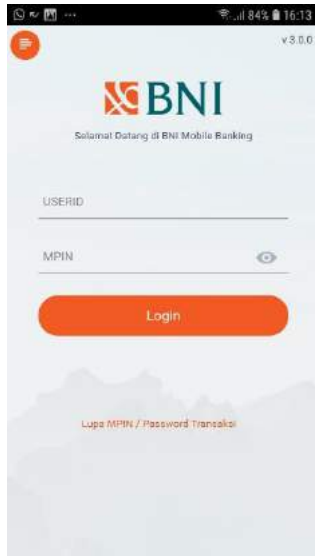 84% 16:13
v 3.0.0
BNI
Selamat Datang di BNI Mobile Banking
USERID
MPIN
Login
Lupa MPIN / Password Transaksi